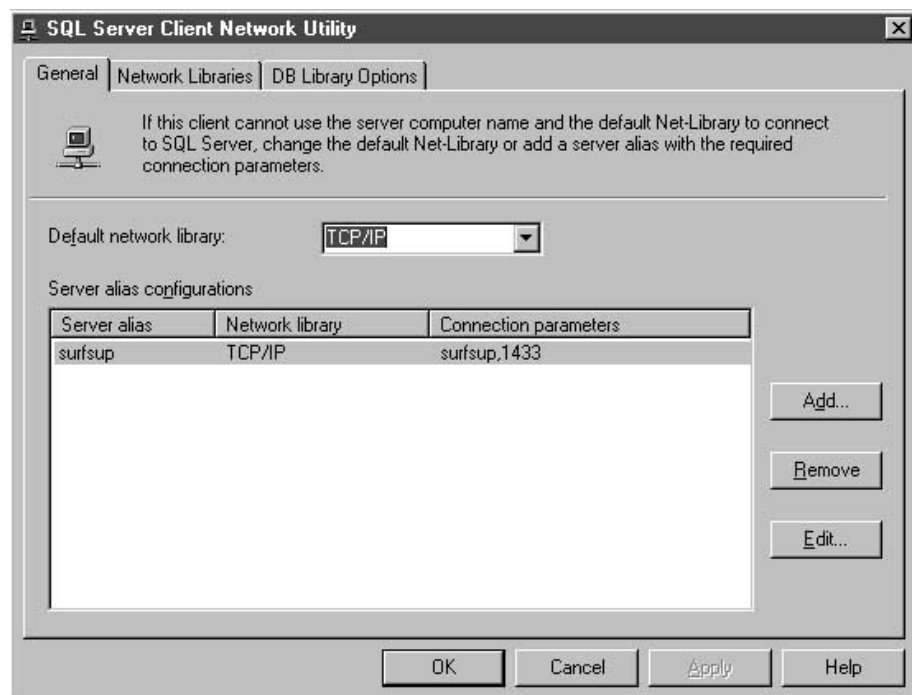 SQL Server Client Network Utility
General
Network Libraries
DB Library Options
If this client cannot use the server computer name and the default Net-Library to connect
to SQL Server, change the default Net-Library or add a server alias with the required
connection parameters.
Default network library:
TCP/IP
Server alias configurations
Server alias
Network library
Connection parameters
surfsup
TCP/IP
surfsup,1433
Add...
Remove
Edit...
OK
Cancel
Apply
Help